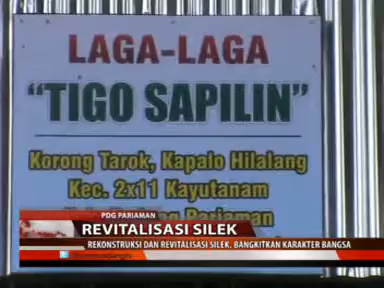 LAGA-LAGA
"TIGO SAPILIN"
Korong Tarok, Kapalo Hilalang
Kec. 2x11 Kayutanam
Pariaman
PDG PARIAMAN
REVITALISASI SILEK
REKONSTRUKSI DAN REVITALISASI SILEK, BANGKITKAN KARAKTER BANGSA